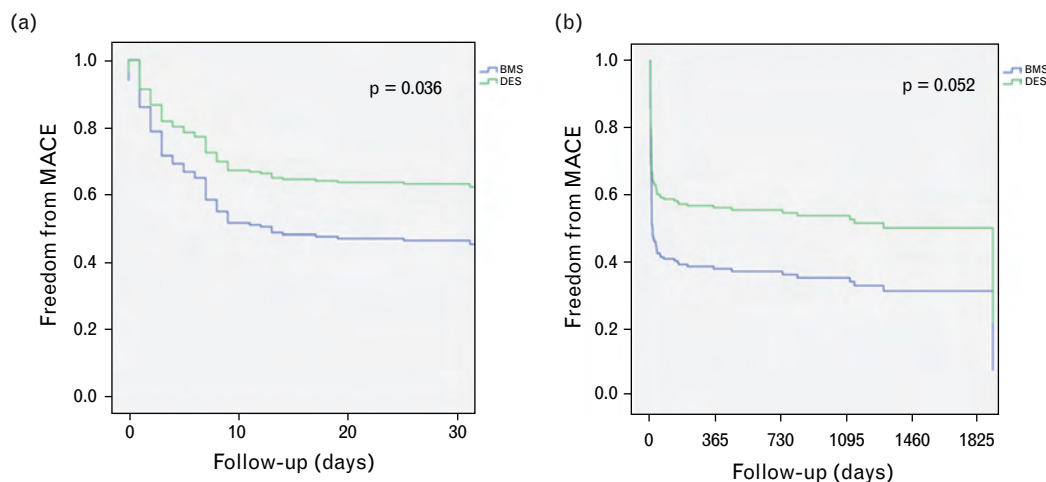 (a)
Freedom from MACE
1.0
0.8
0.6
0.4
0.2
0.0
p = 0.036
BMS
DES
0 10 20 30
Follow-up (days)
(b)
Freedom from MACE
1.0
0.8
0.6
0.4
0.2
0.0
p = 0.052
BMS
DES
0 365 730 1095 1460 1825
Follow-up (days)